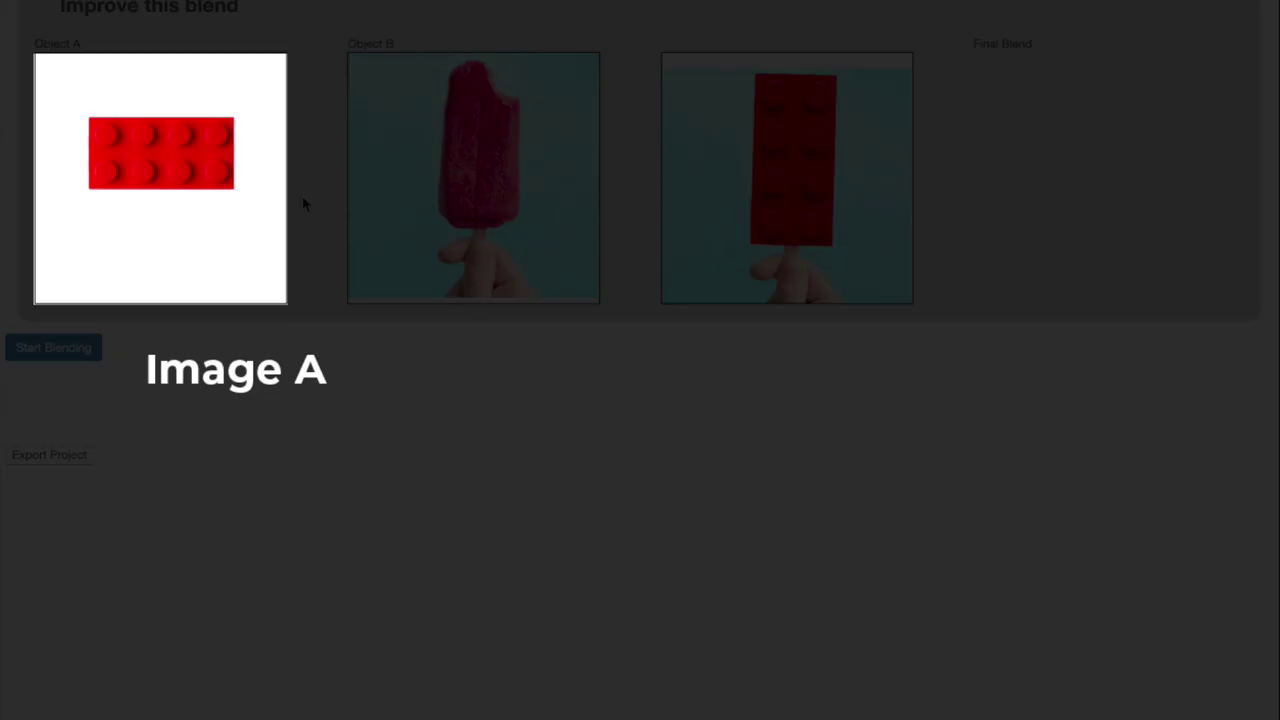 Improve this blend
Object A
Object B
Final Blend
Start Blending
Image A
Export Project